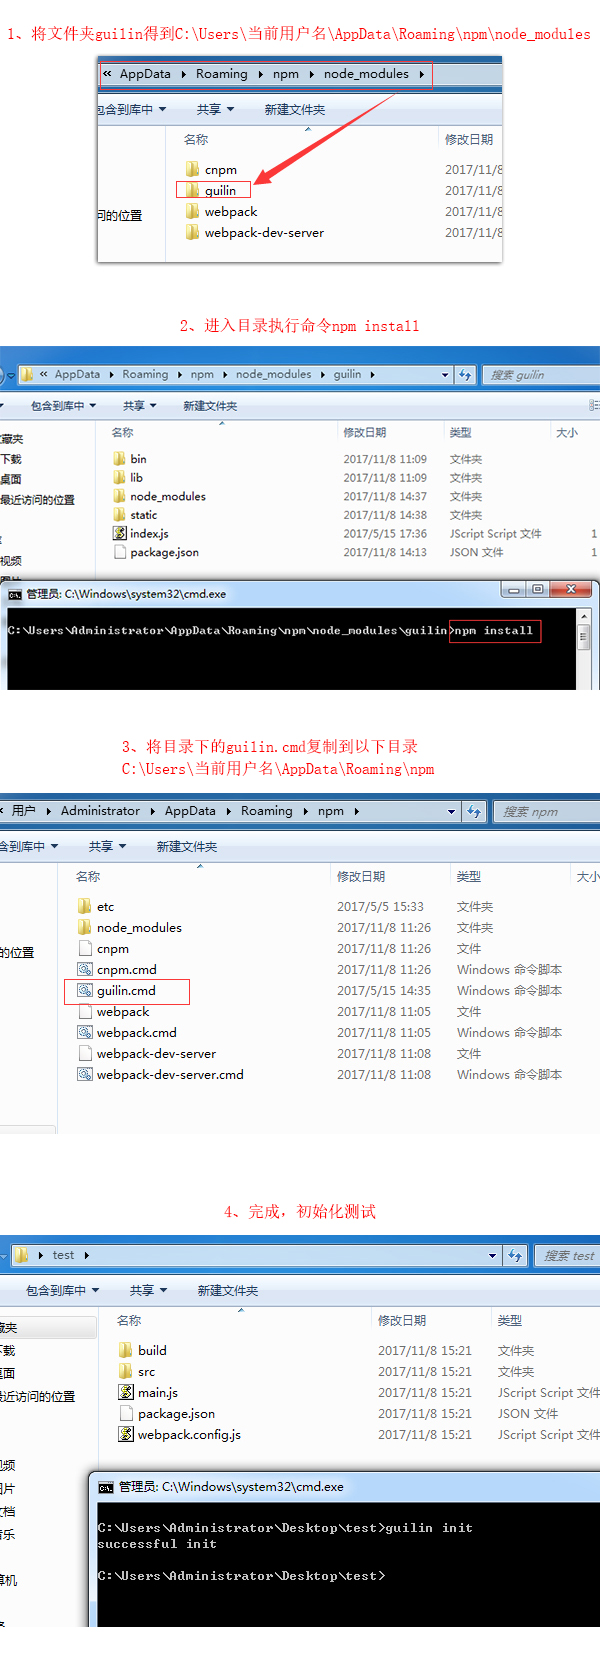 1、将文件夹guilin得到C:\Users\当前用户名\AppData\Roaming\npm\node_modules
« AppData ▸ Roaming ▸ npm ▸ node_modules ▸
包含到库中 ▼ 共享 ▼ 新建文件夹
名称 修改日期
cnpm 2017/11/8
guilin 2017/11/8
问的位置 webpack 2017/11/8
webpack-dev-server 2017/11/8
2、进入目录执行命令npm install
« AppData ▸ Roaming ▸ npm ▸ node_modules ▸ guilin ▸ 搜索 guilin
包含到库中 ▼ 共享 ▼ 新建文件夹
名称 修改日期 类型 大小
藏夹
下载 bin 2017/11/8 11:09 文件夹
桌面 lib 2017/11/8 11:09 文件夹
最近访问的位置 node_modules 2017/11/8 14:37 文件夹
static 2017/11/8 14:38 文件夹
index.js 2017/5/15 17:36 JScript Script 文件 1
视频 package.json 2017/11/8 14:13 JSON 文件 1
图片
管理员: C:\Windows\system32\cmd.exe
C:\Users\Administrator\AppData\Roaming\npm\node_modules\guilin>npm install
3、将目录下的guilin.cmd复制到以下目录
C:\Users\当前用户名\AppData\Roaming\npm
用户 ▸ Administrator ▸ AppData ▸ Roaming ▸ npm ▸ 搜索 npm
含到库中 ▼ 共享 ▼ 新建文件夹
名称 修改日期 类型 大小
etc 2017/5/5 15:33 文件夹
node_modules 2017/11/8 11:26 文件夹
的位置 cnpm 2017/11/8 11:26 文件
cnpm.cmd 2017/11/8 11:26 Windows 命令脚本
guilin.cmd 2017/5/15 14:35 Windows 命令脚本
webpack 2017/11/8 11:05 文件
webpack.cmd 2017/11/8 11:05 Windows 命令脚本
webpack-dev-server 2017/11/8 11:08 文件
webpack-dev-server.cmd 2017/11/8 11:08 Windows 命令脚本
4、完成，初始化测试
▸ test ▸ 搜索 test
包含到库中 ▼ 共享 ▼ 新建文件夹
名称 修改日期 类型
藏夹
下载 build 2017/11/8 15:21 文件夹
桌面 src 2017/11/8 15:21 文件夹
最近访问的位置 main.js 2017/11/8 15:21 JScript Script 文件
package.json 2017/11/8 15:21 JSON 文件
webpack.config.js 2017/11/8 15:21 JScript Script 文件
视频
图片
管理员: C:\Windows\system32\cmd.exe
文档
音乐
C:\Users\Administrator\Desktop\test>guilin init
successful init
算机
C:\Users\Administrator\Desktop\test>